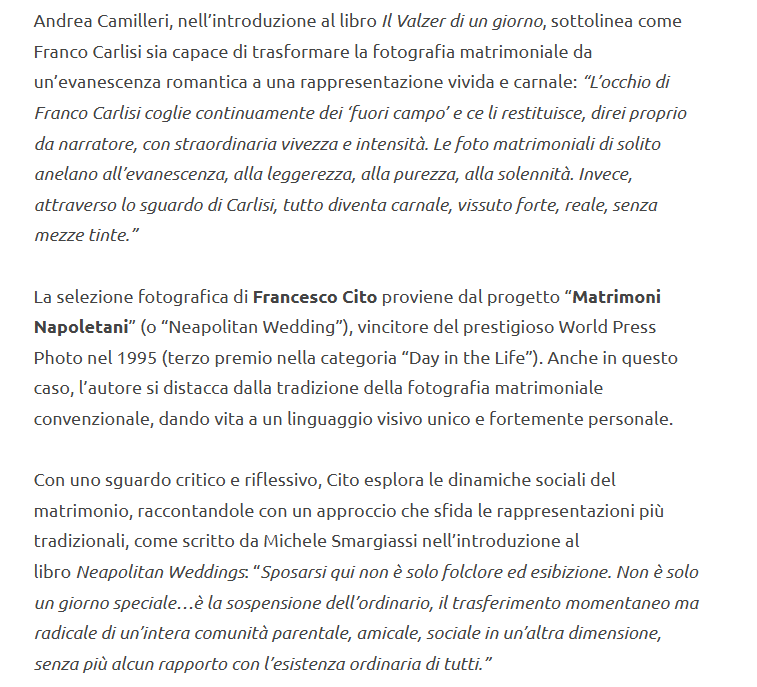 Andrea Camilleri, nell’introduzione al libro Il Valzer di un giorno, sottolinea come
Franco Carlisi sia capace di trasformare la fotografia matrimoniale da
un’evanescenza romantica a una rappresentazione vivida e carnale: “L’occhio di
Franco Carlisi coglie continuamente dei ‘fuori campo’ e ce li restituisce, direi proprio
da narratore, con straordinaria vivezza e intensità. Le foto matrimoniali di solito
anelano all’evanescenza, alla leggerezza, alla purezza, alla solennità. Invece,
attraverso lo sguardo di Carlisi, tutto diventa carnale, vissuto forte, reale, senza
mezze tinte.”
La selezione fotografica di Francesco Cito proviene dal progetto “Matrimoni
Napoletani” (o “Neapolitan Wedding”), vincitore del prestigioso World Press
Photo nel 1995 (terzo premio nella categoria “Day in the Life”). Anche in questo
caso, l’autore si distacca dalla tradizione della fotografia matrimoniale
convenzionale, dando vita a un linguaggio visivo unico e fortemente personale.
Con uno sguardo critico e riflessivo, Cito esplora le dinamiche sociali del
matrimonio, raccontandole con un approccio che sfida le rappresentazioni più
tradizionali, come scritto da Michele Smargiassi nell’introduzione al
libro Neapolitan Weddings: “Sposarsi qui non è solo folclore ed esibizione. Non è solo
un giorno speciale…è la sospensione dell’ordinario, il trasferimento momentaneo ma
radicale di un’intera comunità parentale, amicale, sociale in un’altra dimensione,
senza più alcun rapporto con l’esistenza ordinaria di tutti.”